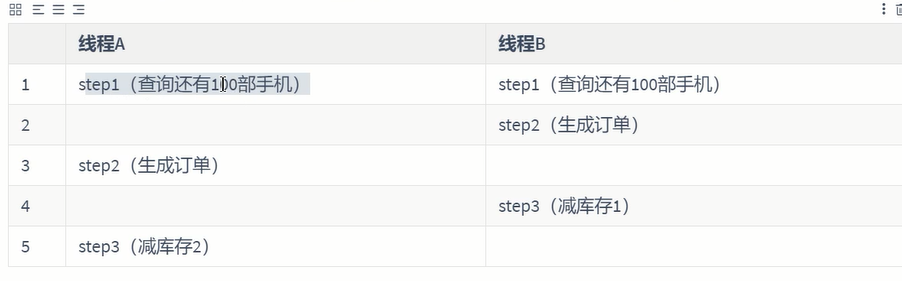 线程A 线程B
1 step1（查询还有100部手机） step1（查询还有100部手机）
2 step2（生成订单）
3 step2（生成订单）
4 step3（减库存1）
5 step3（减库存2）